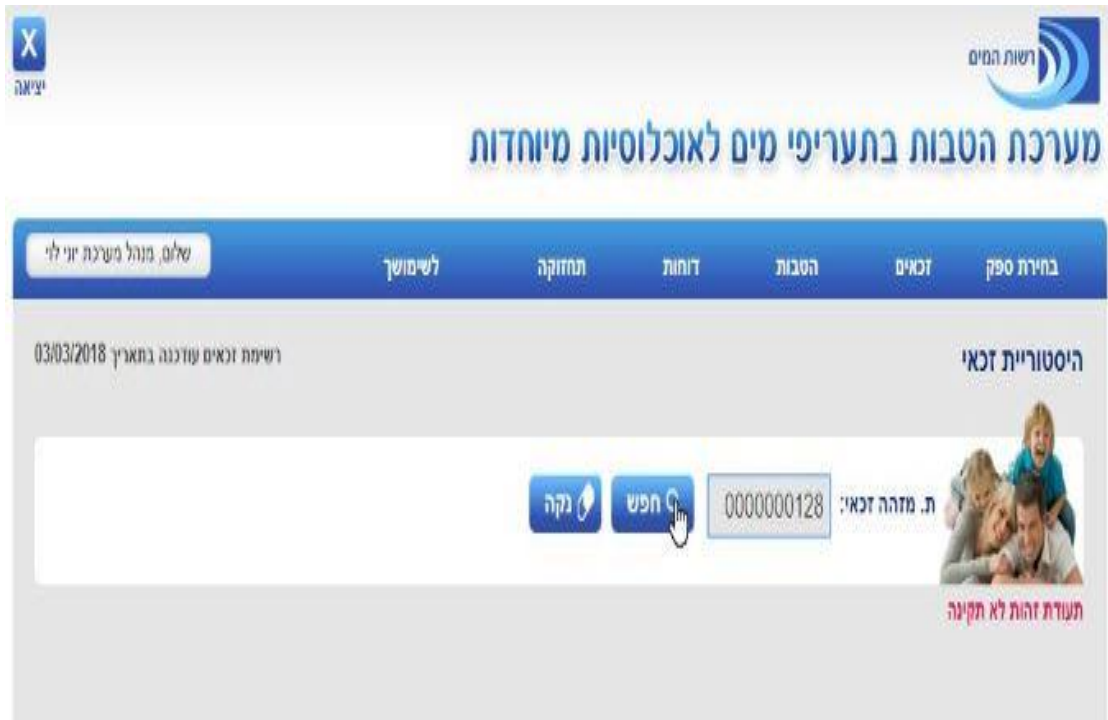 רשות המים
X
יציאה
מערכת הטבות בתעריפי מים לאוכלוסיות מיוחדות
בחירת ספק זכאים הטבות דוחות תחזוקה לשימושך שלום, מנהל מערכת יוני לוי
היסטוריית זכאי רשימת זכאים עודכנה בתאריך 03/03/2018
ת. מזהה זכאי: 0000000128 חפש נקה
תעודת זהות לא תקינה